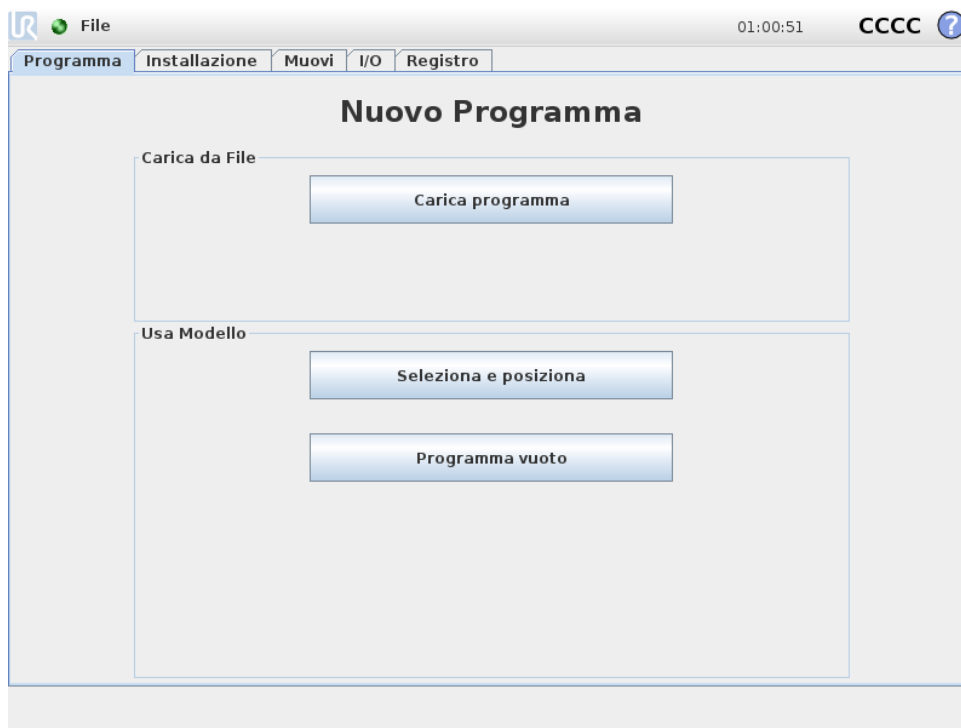 UR File 01:00:51 CCCC ?
Programma Installazione Muovi I/O Registro
Nuovo Programma
Carica da File
Carica programma
Usa Modello
Seleziona e posiziona
Programma vuoto